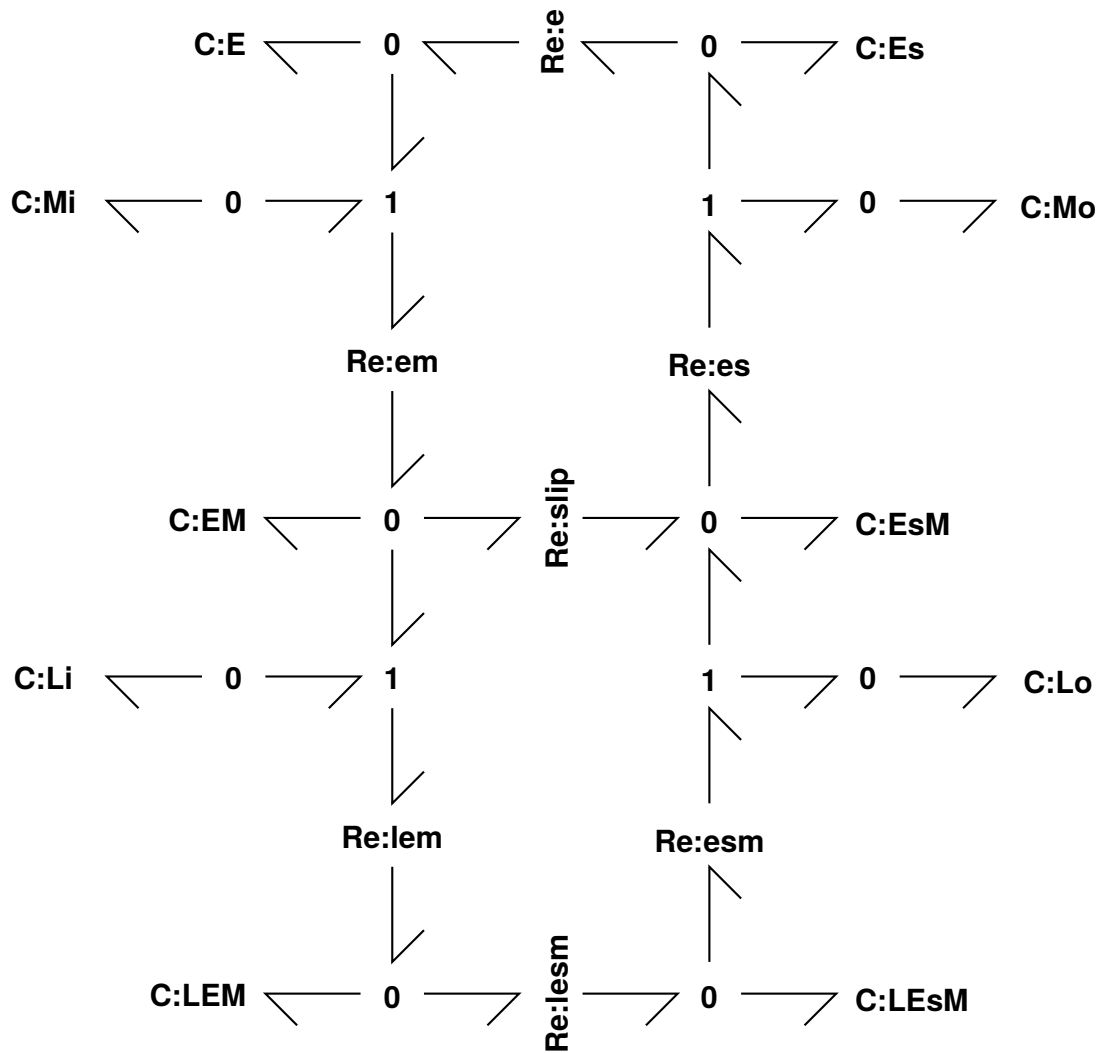 C:E 0 Re:e 0 C:Es
C:Mi 0 1 1 0 C:Mo
Re:em Re:es
C:EM 0 Re:slip 0 C:EsM
C:Li 0 1 1 0 C:Lo
Re:lem Re:esm
C:LEM 0 Re:lesm 0 C:LEsM